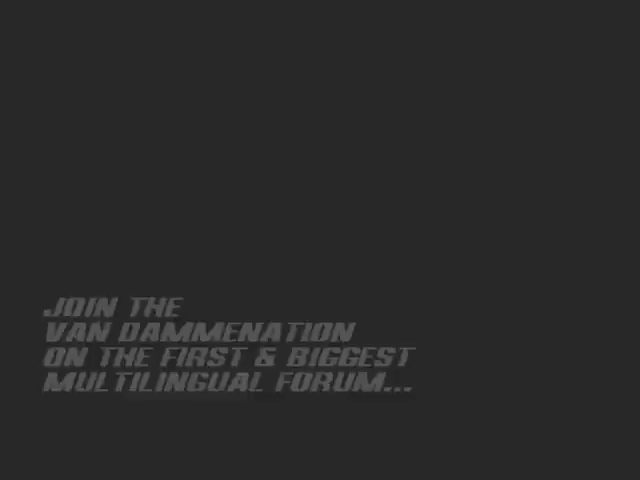 JOIN THE
VAN DAMMENATION
ON THE FIRST & BIGGEST
MULTILINGUAL FORUM...